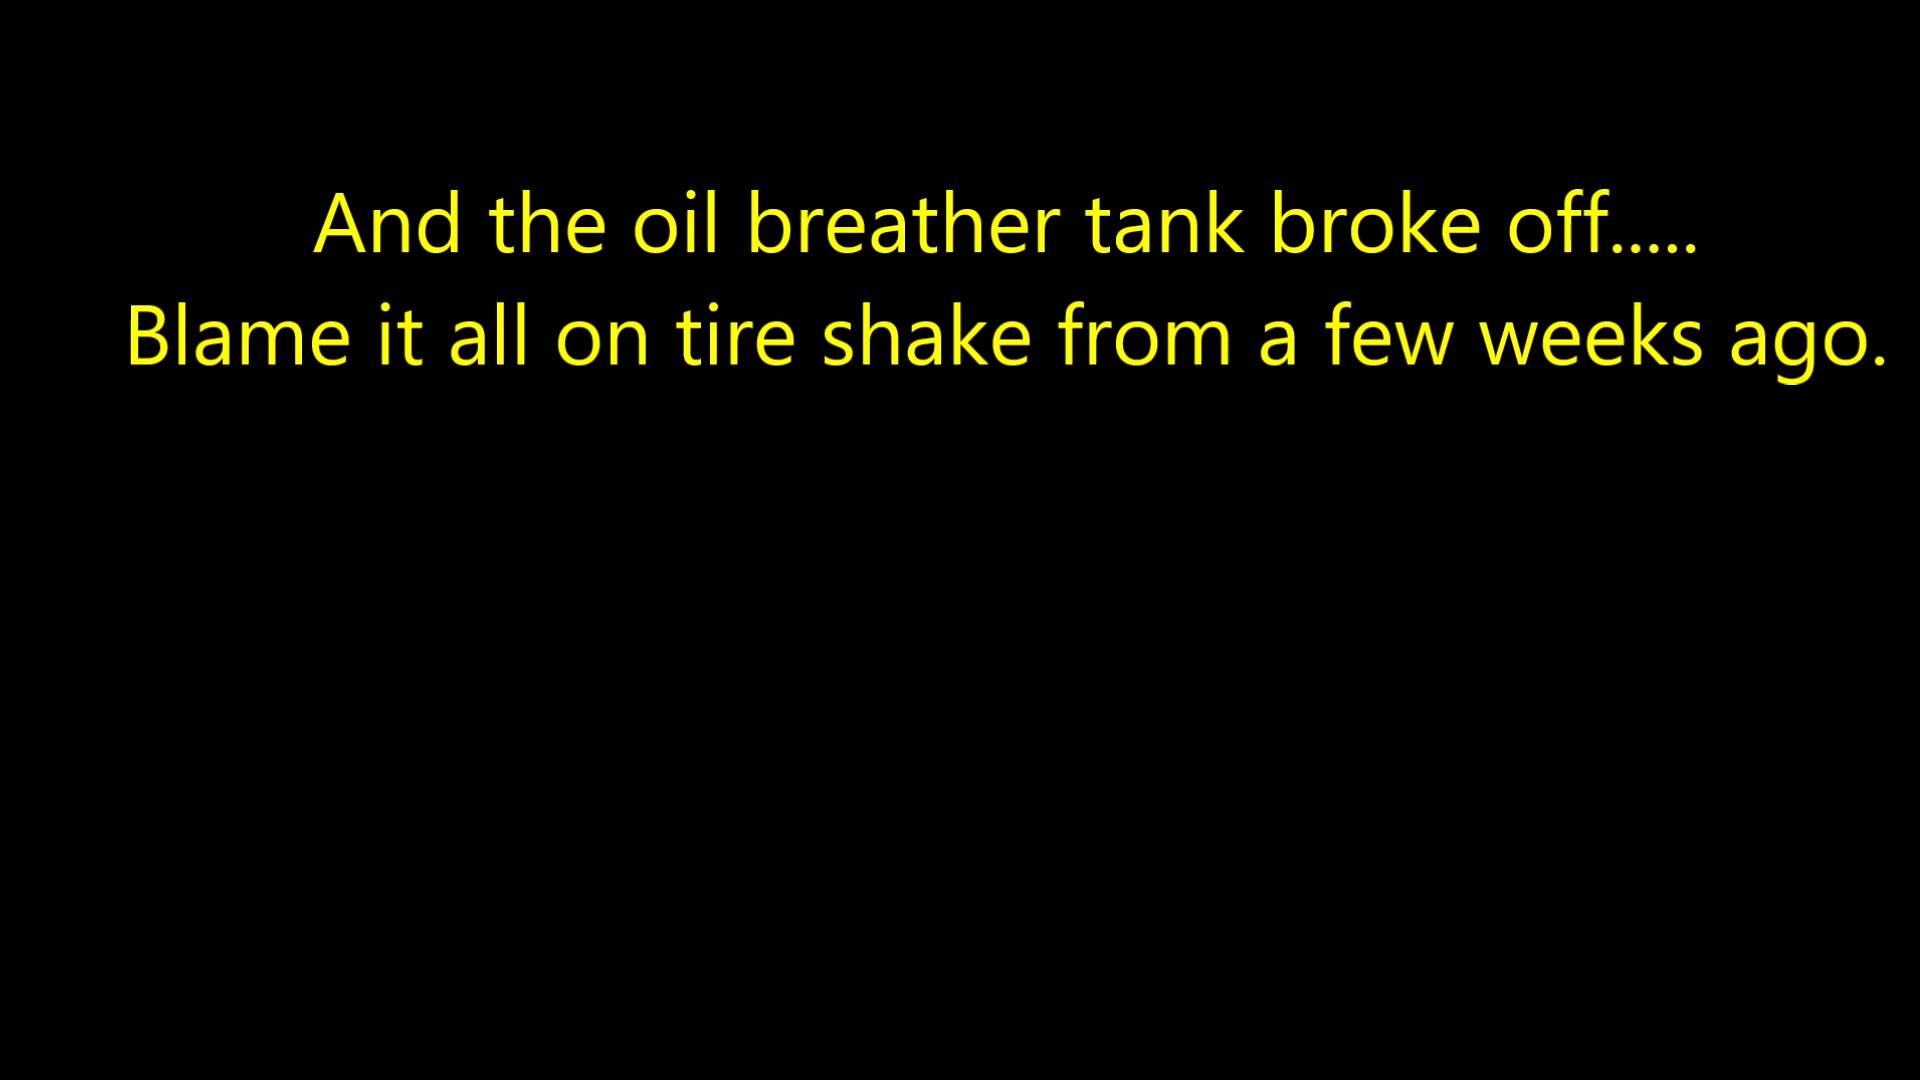 And the oil breather tank broke off.....
Blame it all on tire shake from a few weeks ago.